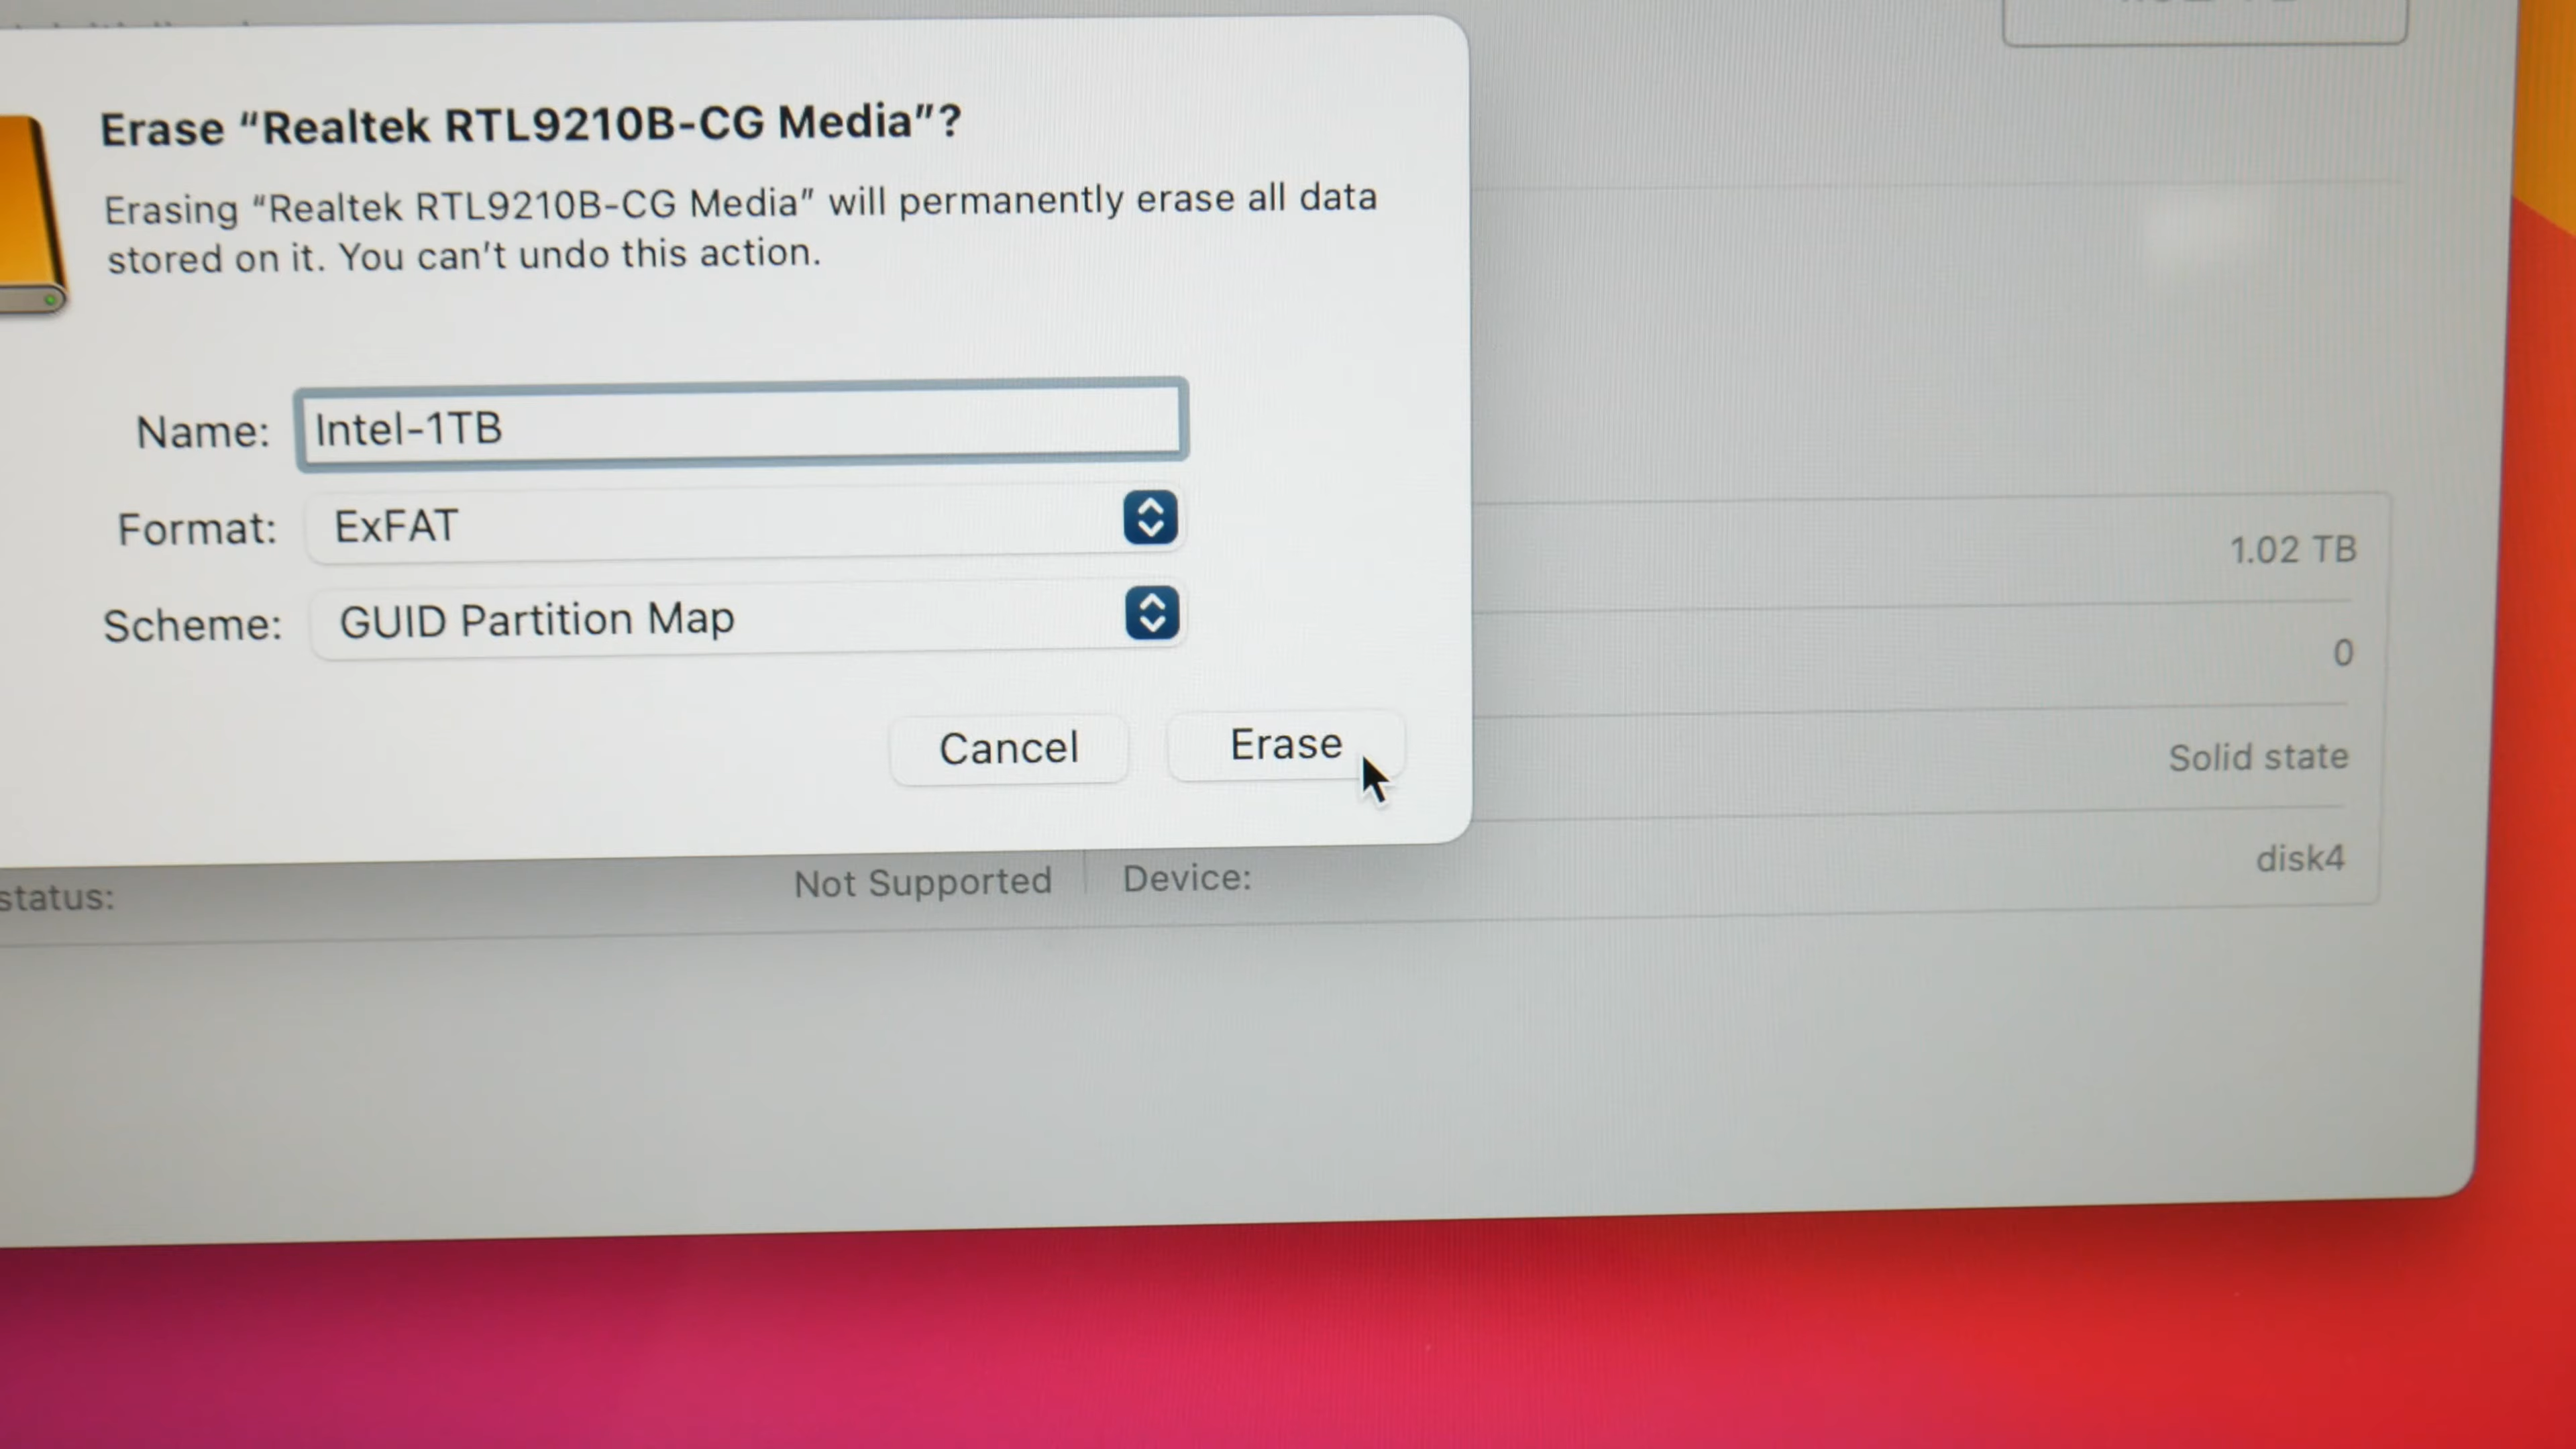 Erase “Realtek RTL9210B-CG Media”?
Erasing “Realtek RTL9210B-CG Media” will permanently erase all data
stored on it. You can’t undo this action.
Name: Intel-1TB
Format: ExFAT
Scheme: GUID Partition Map
Cancel Erase
1.02 TB
0
Solid state
status: Not Supported Device: disk4